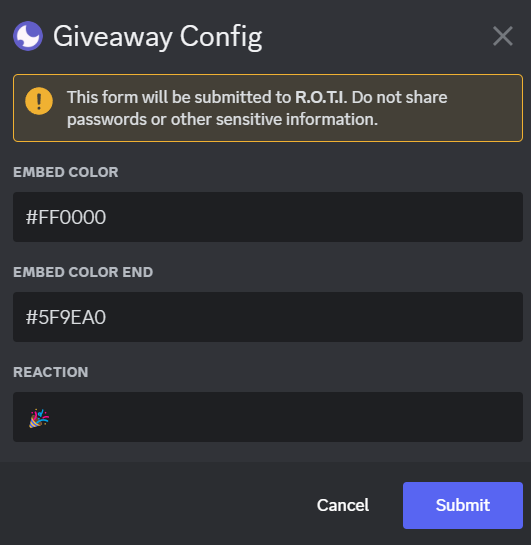 Giveaway Config
This form will be submitted to R.O.T.I. Do not share
passwords or other sensitive information.
EMBED COLOR
#FF0000
EMBED COLOR END
#5F9EA0
REACTION
🎉
Cancel Submit